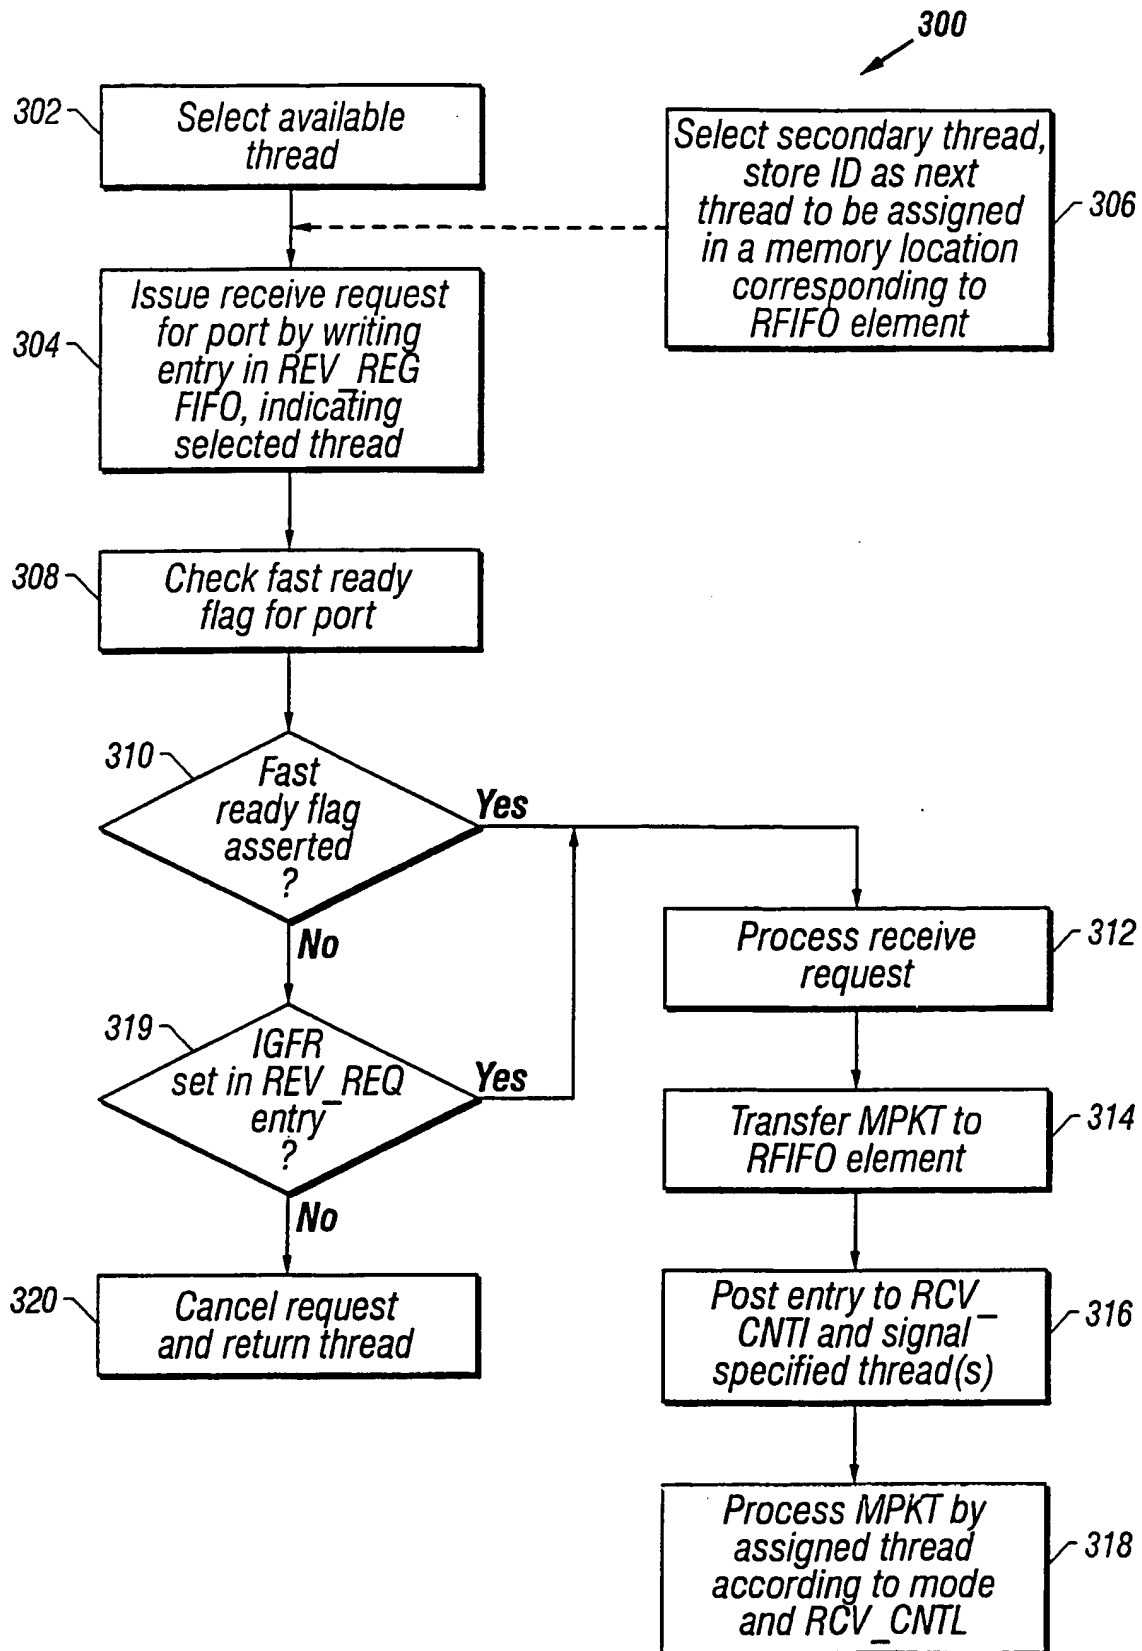 300
302
Select available
thread
Select secondary thread,
store ID as next
thread to be assigned
in a memory location
corresponding to
RFIFO element
306
304
Issue receive request
for port by writing
entry in REV_REG
FIFO, indicating
selected thread
308
Check fast ready
flag for port
310
Fast
ready flag
asserted
?
Yes
No
312
Process receive
request
319
IGFR
set in REV_REQ
entry
?
Yes
No
314
Transfer MPKT to
RFIFO element
320
Cancel request
and return thread
Post entry to RCV_
CNTI and signal
specified thread(s)
316
Process MPKT by
assigned thread
according to mode
and RCV_CNTL
318